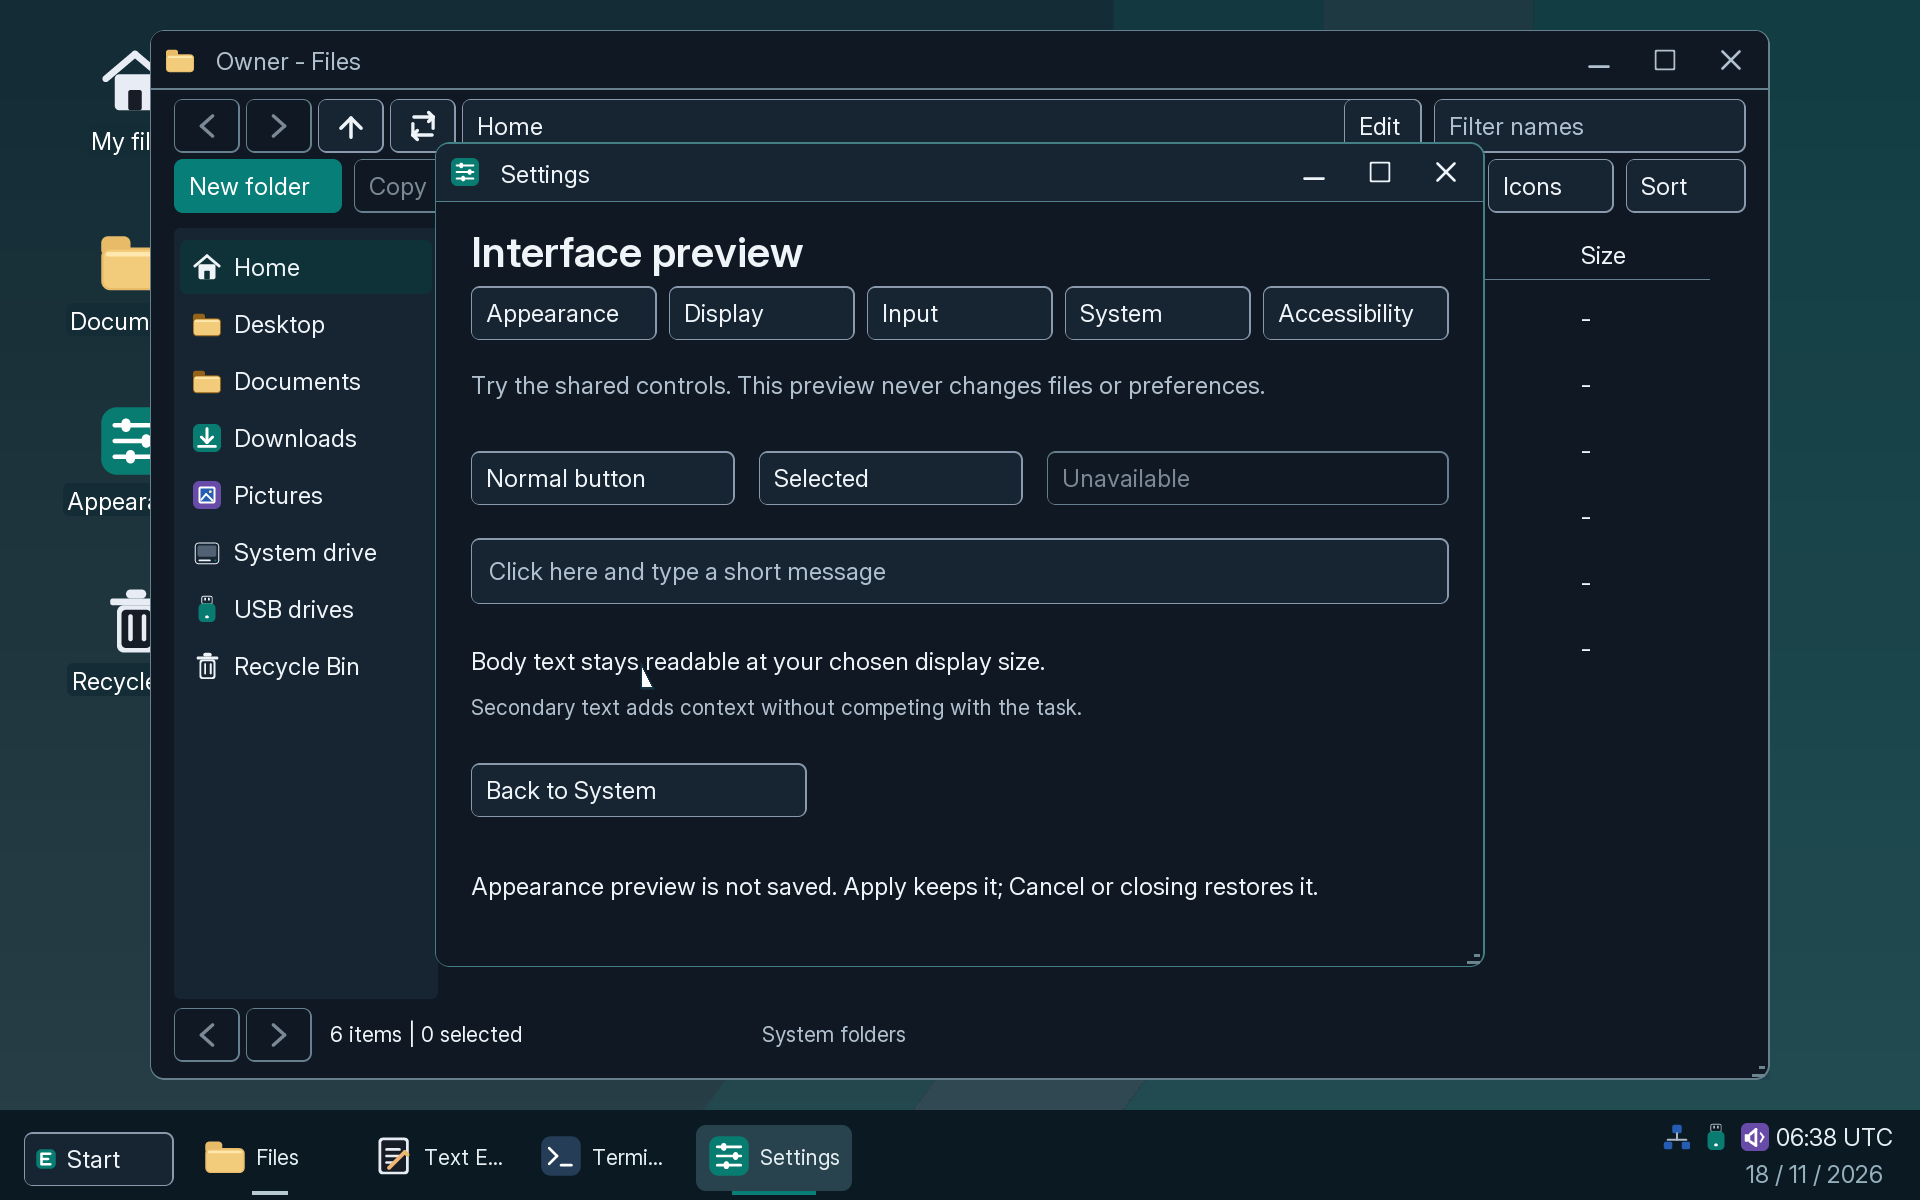 Owner - Files
My fil
Home
Edit
Filter names
New folder
Copy
Settings
Icons
Sort
Interface preview
Home
Size
Appearance
Display
Input
System
Accessibility
Docum
Desktop
Documents
Try the shared controls. This preview never changes files or preferences.
Downloads
Normal button
Selected
Unavailable
Appeara
Pictures
System drive
Click here and type a short message
USB drives
Recycle
Recycle Bin
Body text stays readable at your chosen display size.
Secondary text adds context without competing with the task.
Back to System
Appearance preview is not saved. Apply keeps it; Cancel or closing restores it.
6 items | 0 selected
System folders
E Start
Files
Text E...
Termi...
Settings
06:38 UTC
18 / 11 / 2026